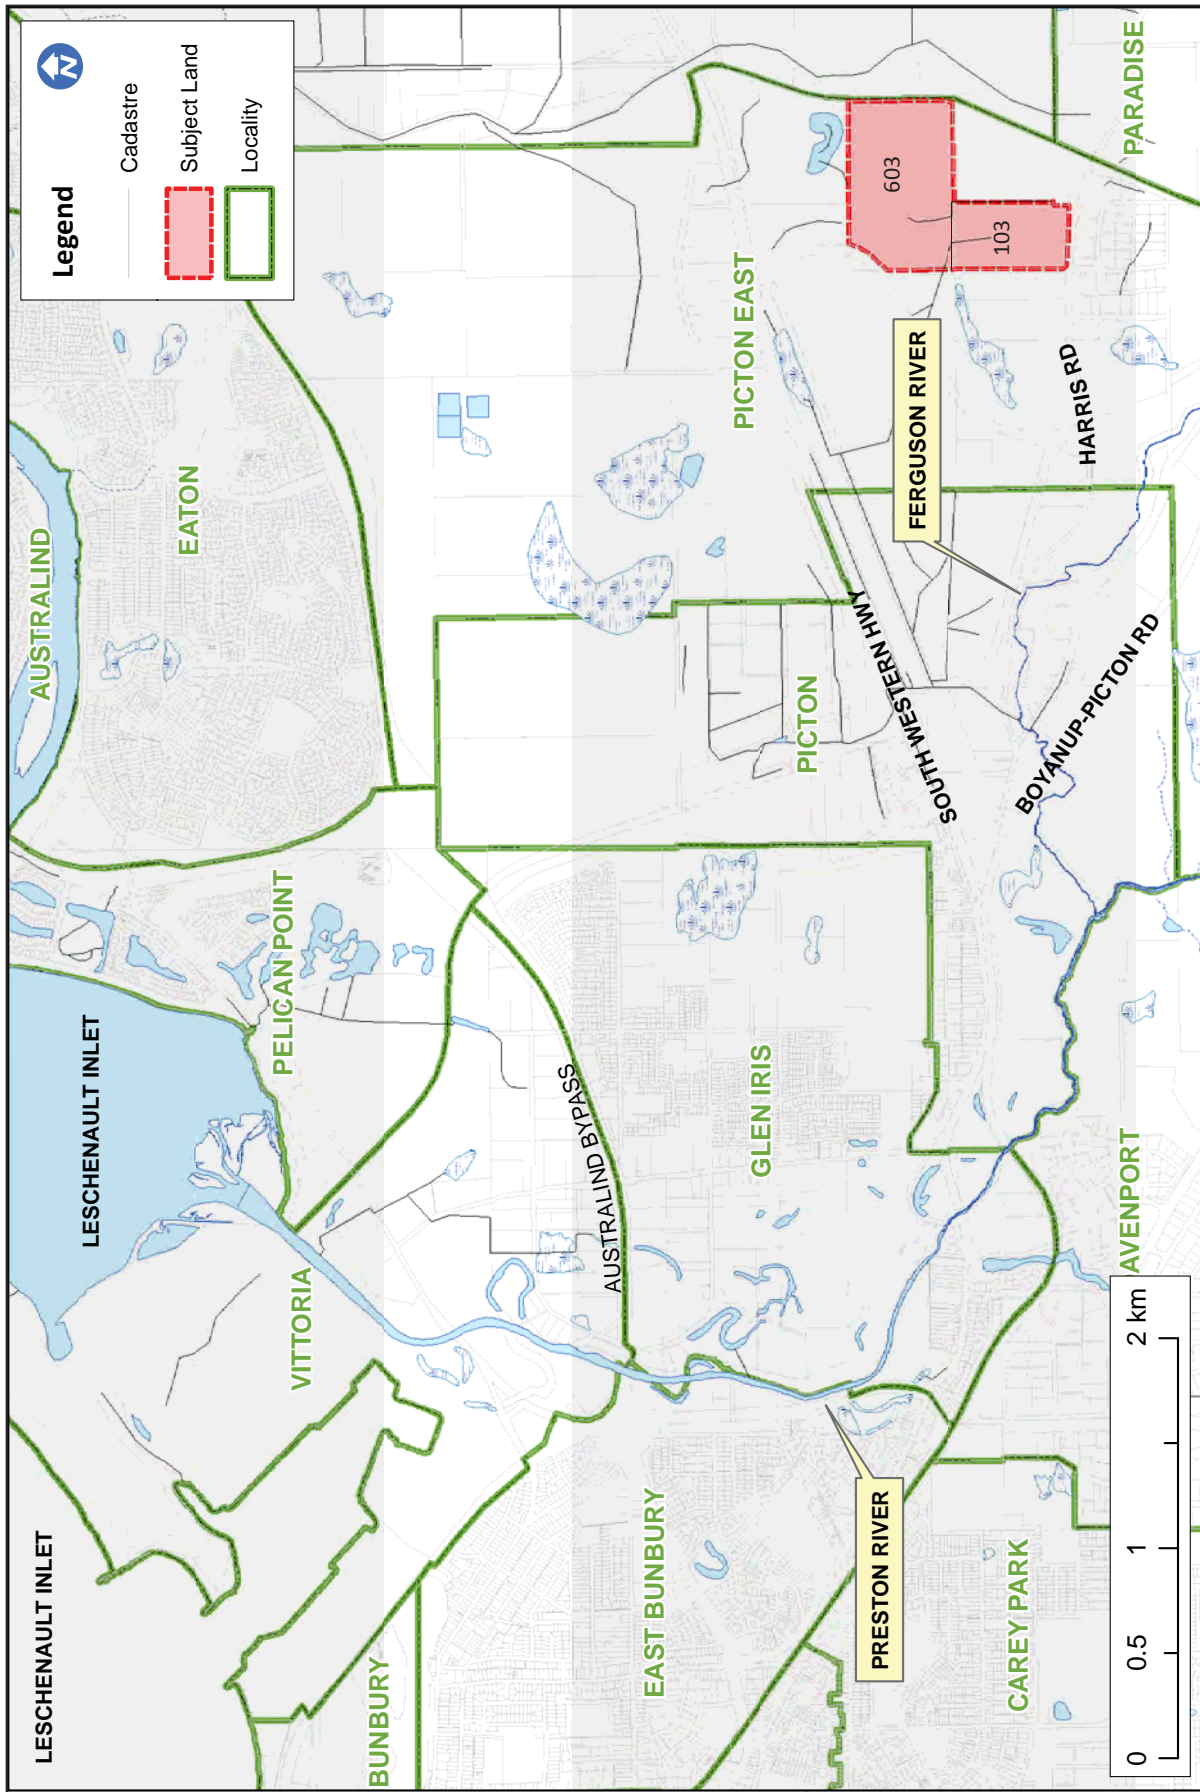 Legend
Cadastre
Subject Land
Locality
N
LESCHENAULT INLET
LESCHENAULT INLET
AUSTRALIND
EATON
PELICAN POINT
VITTORIA
BUNBURY
AUSTRALIND BYPASS
EAST BUNBURY
GLEN IRIS
PICTON
PICTON EAST
603
103
SOUTH WESTERN HWY
FERGUSON RIVER
HARRIS RD
BOYANUP-PICTON RD
PRESTON RIVER
CAREY PARK
AVENPORT
PARADISE
0
0.5
1
2 km